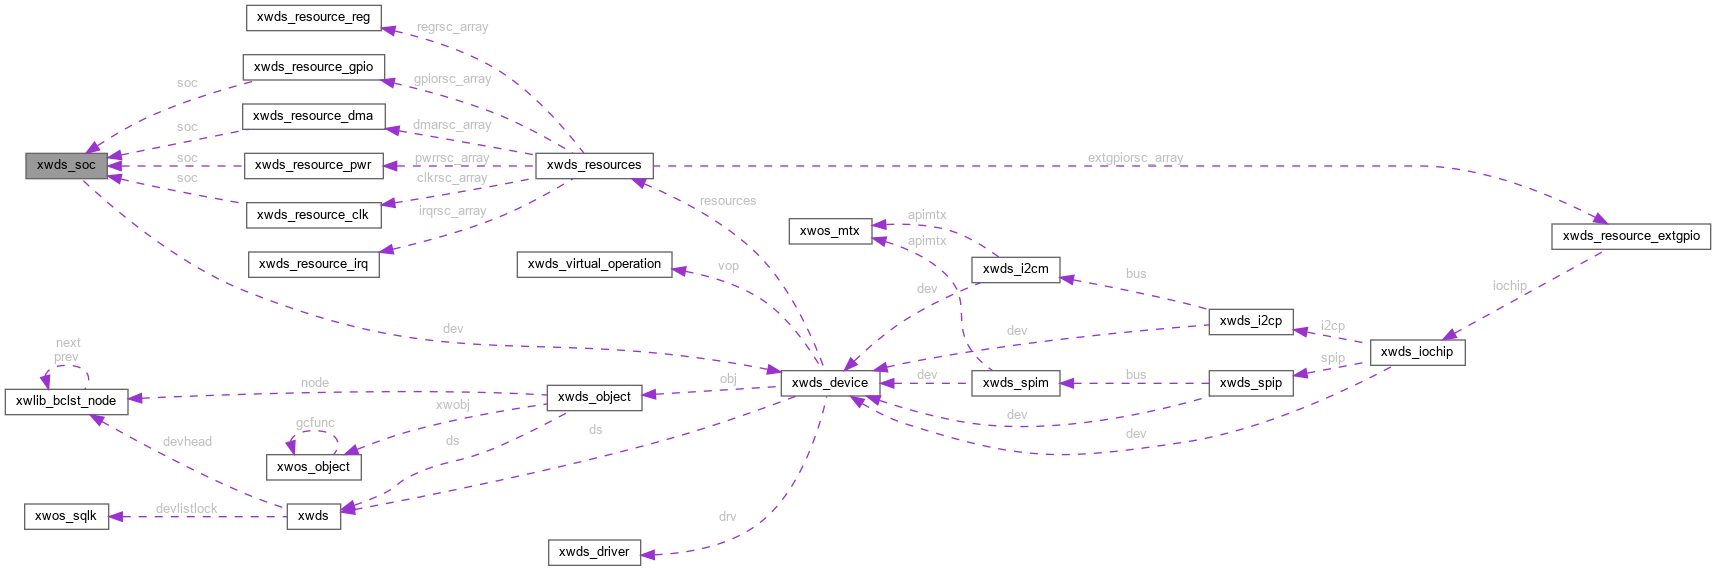 xwds_resource_reg
regrsc_array
xwds_resource_gpio
soc
gpiorsc_array
xwds_resource_dma
soc
dmarsc_array
xwds_soc
soc
xwds_resource_pwr
pwrrsc_array
xwds_resources
extgpiorsc_array
soc
clkrsc_array
xwds_resource_clk
irqrsc_array
resources
apimtx
xwos_mtx
apimtx
xwds_resource_extgpio
xwds_resource_irq
xwds_virtual_operation
vop
xwds_i2cm
bus
dev
iochip
dev
dev
xwds_i2cp
i2cp
next
prev
xwds_iochip
spip
xwlib_bclst_node
node
xwds_object
obj
xwds_device
dev
xwds_spim
bus
xwds_spip
xwobj
dev
gcfunc
ds
ds
dev
devhead
xwos_object
xwos_sqlk
devlistlock
xwds
drv
xwds_driver